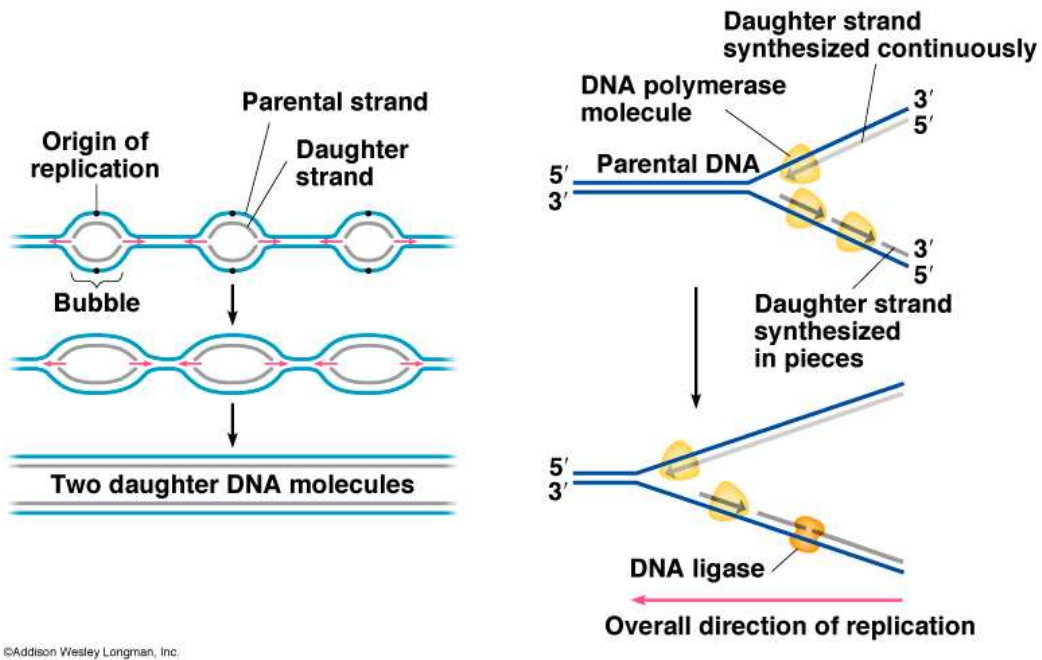 Origin of
replication
Parental strand
Daughter
strand
Bubble
Two daughter DNA molecules
Daughter strand
synthesized continuously
DNA polymerase
molecule
3′
5′
Parental DNA
5′
3′
3′
5′
Daughter strand
synthesized
in pieces
5′
3′
DNA ligase
Overall direction of replication
©Addison Wesley Longman, Inc.